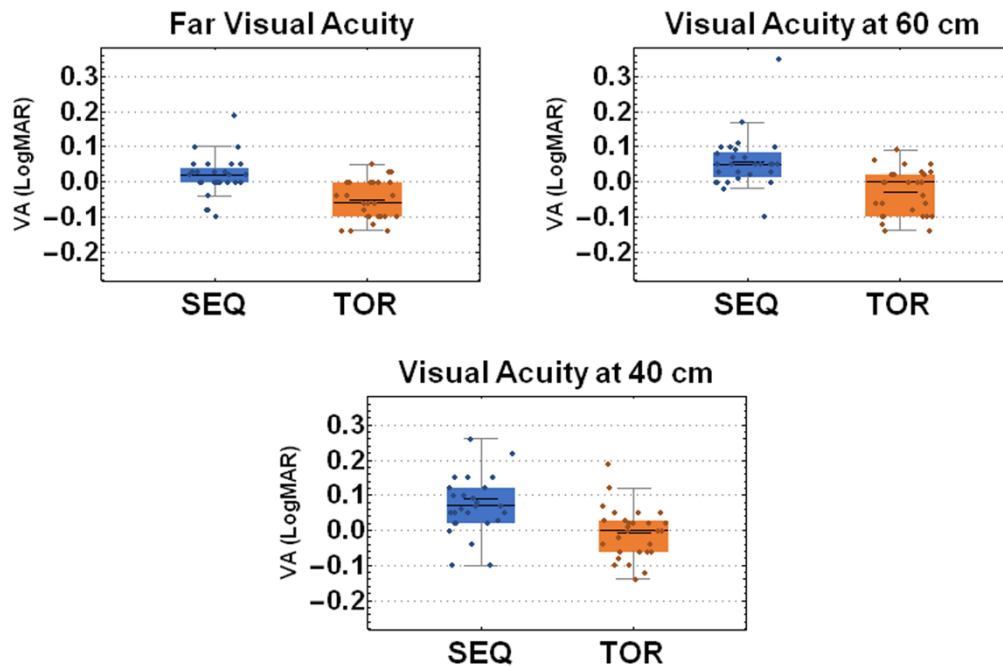 Far Visual Acuity
VA (LogMAR)
0.3
0.2
0.1
0.0
−0.1
−0.2
SEQ TOR
Visual Acuity at 60 cm
VA (LogMAR)
0.3
0.2
0.1
0.0
−0.1
−0.2
SEQ TOR
Visual Acuity at 40 cm
VA (LogMAR)
0.3
0.2
0.1
0.0
−0.1
−0.2
SEQ TOR